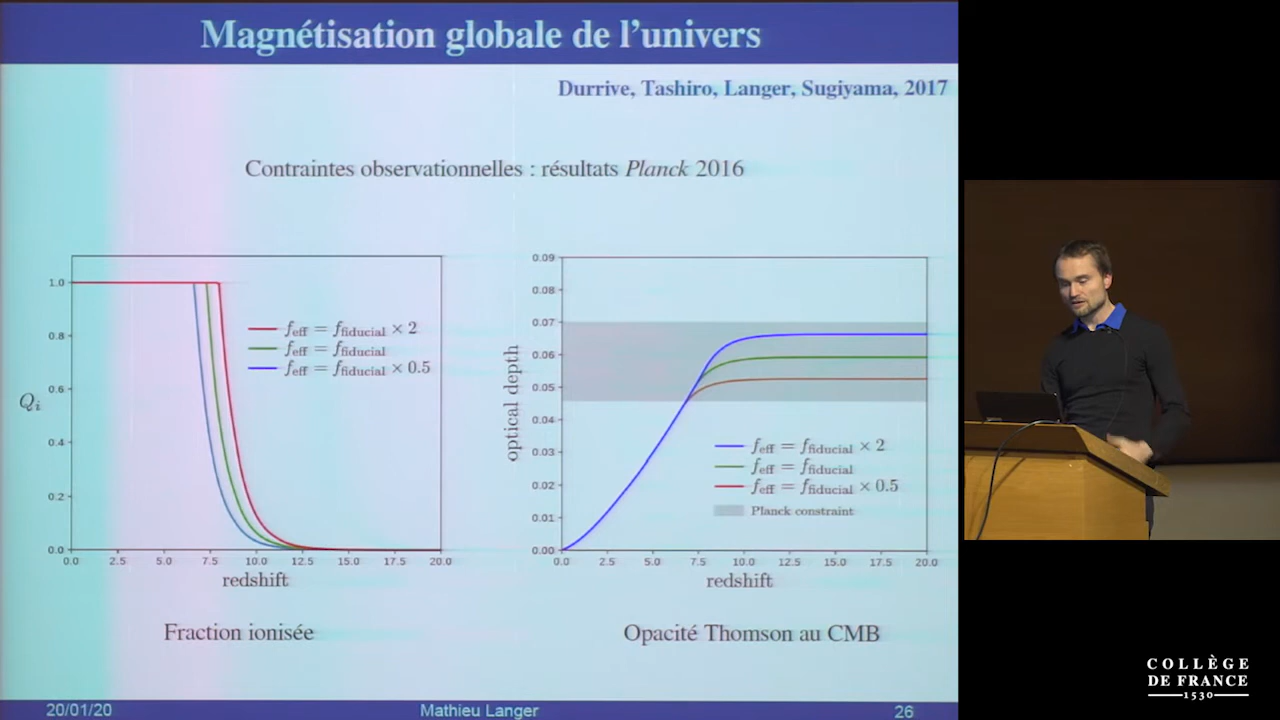 Magnétisation globale de l'univers
Durrive, Tashiro, Langer, Sugiyama, 2017
Contraintes observationnelles : résultats Planck 2016
1.0
0.8
0.6
0.4
0.2
0.0
Q_i
f_eff = f_fiducial × 2
f_eff = f_fiducial
f_eff = f_fiducial × 0.5
0.0 2.5 5.0 7.5 10.0 12.5 15.0 17.5 20.0
redshift
Fraction ionisée
0.09
0.08
0.07
0.06
0.05
0.04
0.03
0.02
0.01
0.00
optical depth
f_eff = f_fiducial × 2
f_eff = f_fiducial
f_eff = f_fiducial × 0.5
Planck constraint
0.0 2.5 5.0 7.5 10.0 12.5 15.0 17.5 20.0
redshift
Opacité Thomson au CMB
20/01/20 Mathieu Langer 26
COLLÈGE
DE FRANCE
1530